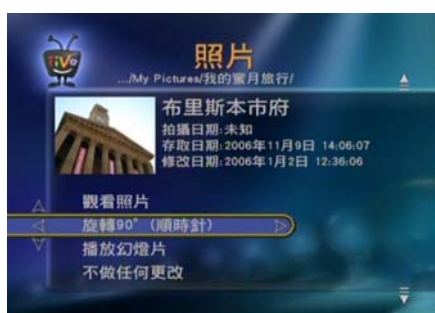 TiVo
照片
.../My Pictures/我的蜜月旅行/
布里斯本市府
拍攝日期:未知
存取日期:2006年11月9日 14:06:07
修改日期:2006年1月2日 12:36:06
觀看照片
旋轉90°(順時針)
播放幻燈片
不做任何更改